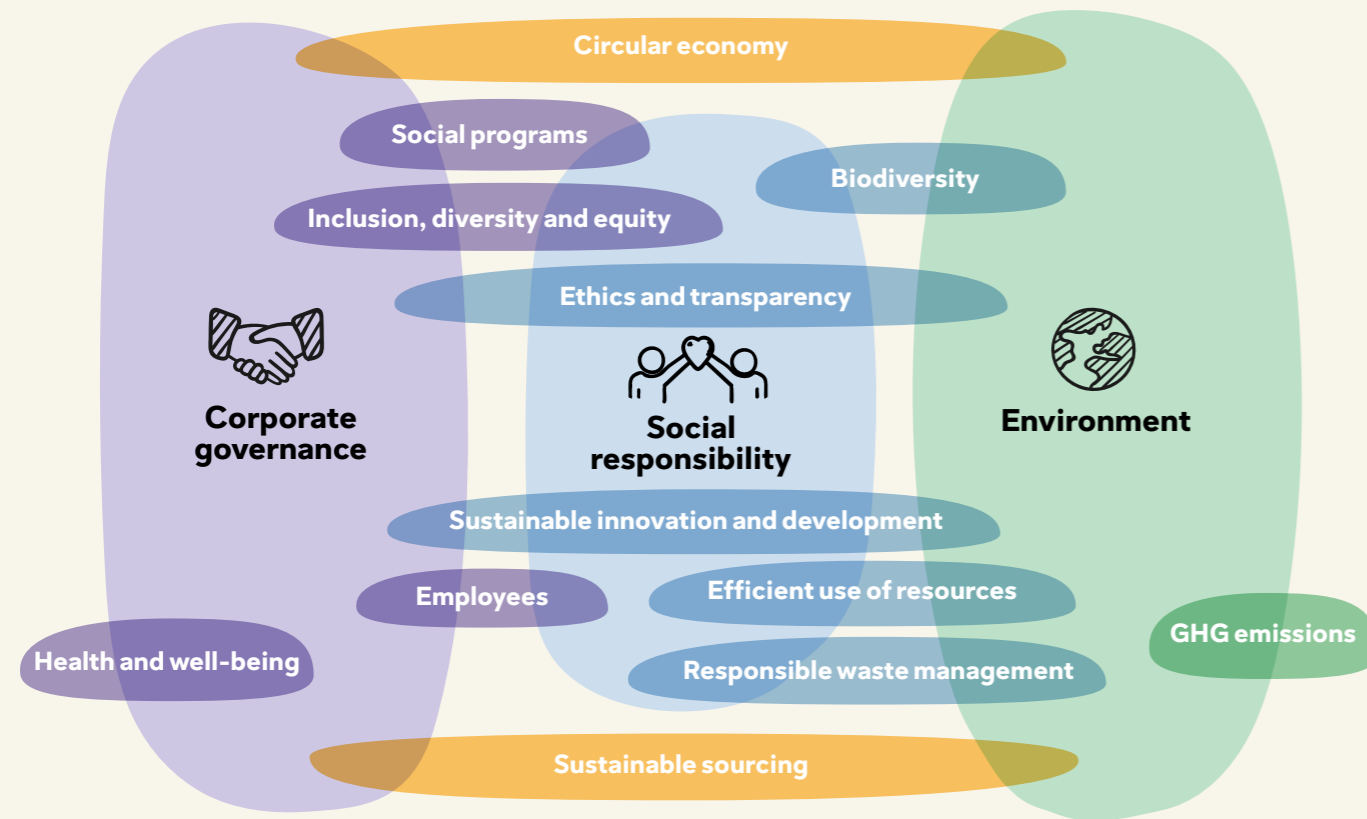 Circular economy
Social programs
Biodiversity
Inclusion, diversity and equity
Ethics and transparency
Corporate
governance
Social
responsibility
Environment
Sustainable innovation and development
Employees
Efficient use of resources
GHG emissions
Health and well-being
Responsible waste management
Sustainable sourcing